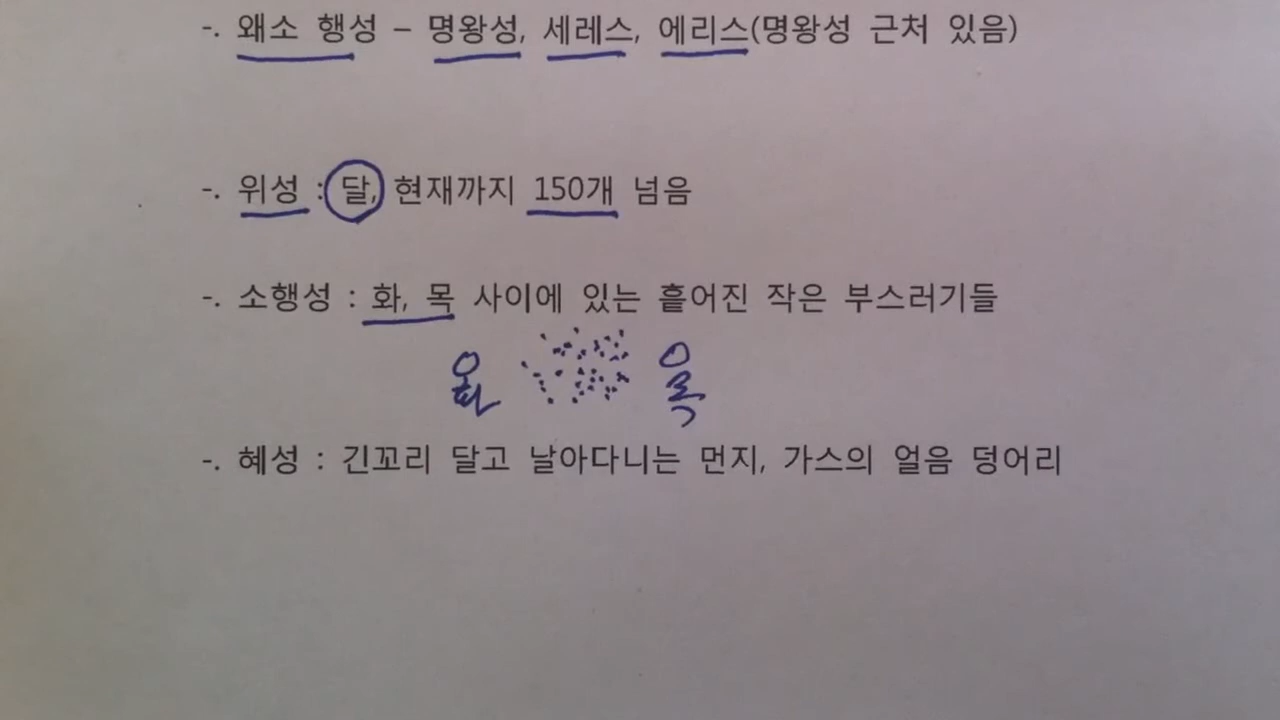 -. 왜소 행성 – 명왕성, 세레스, 에리스(명왕성 근처 있음)
-. 위성 : 달, 현재까지 150개 넘음
-. 소행성 : 화, 목 사이에 있는 흩어진 작은 부스러기들
화 목
-. 혜성 : 긴꼬리 달고 날아다니는 먼지, 가스의 얼음 덩어리